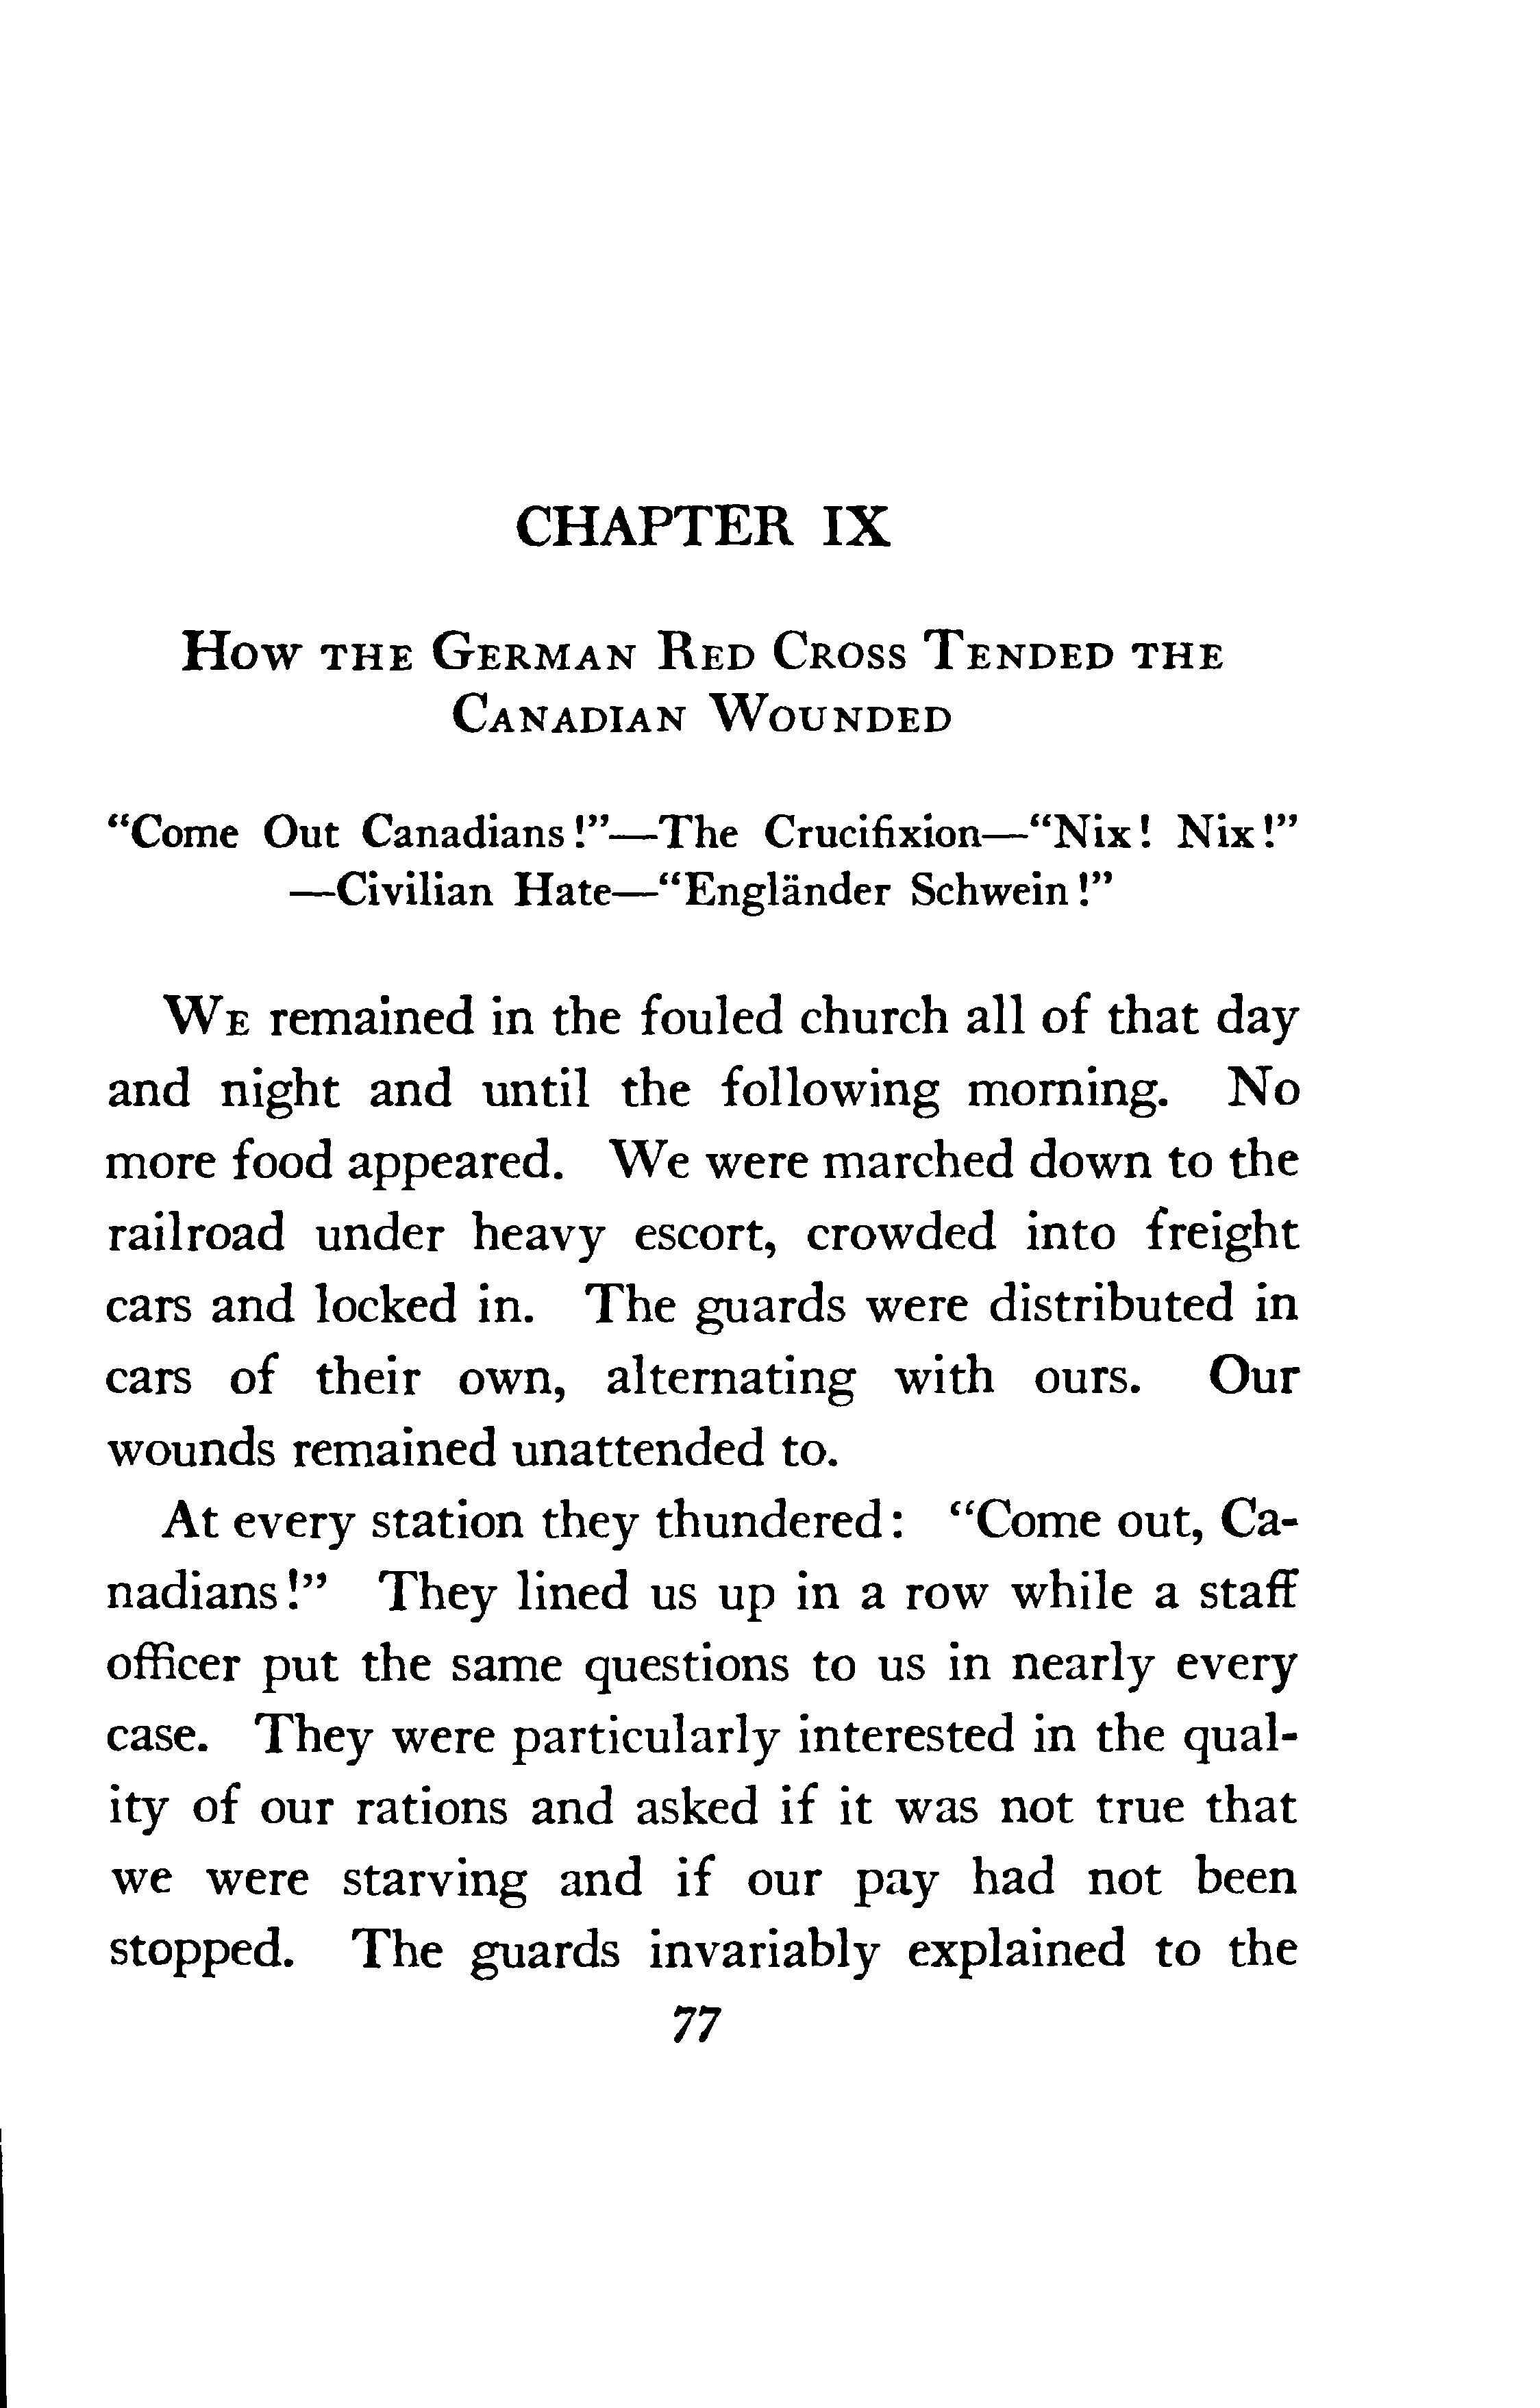 CHAPTER IX
How the German Red Cross Tended the
Canadian Wounded
"Come Out Canadians!"—The Crucifixion—"Nix! Nix!"
—Civilian Hate—"Engländer Schwein!"
We remained in the fouled church all of that day
and night and until the following morning. No
more food appeared. We were marched down to the
railroad under heavy escort, crowded into freight
cars and locked in. The guards were distributed in
cars of their own, alternating with ours. Our
wounds remained unattended to.
At every station they thundered: "Come out, Ca-
nadians!" They lined us up in a row while a staff
officer put the same questions to us in nearly every
case. They were particularly interested in the qual-
ity of our rations and asked if it was not true that
we were starving and if our pay had not been
stopped. The guards invariably explained to the
77